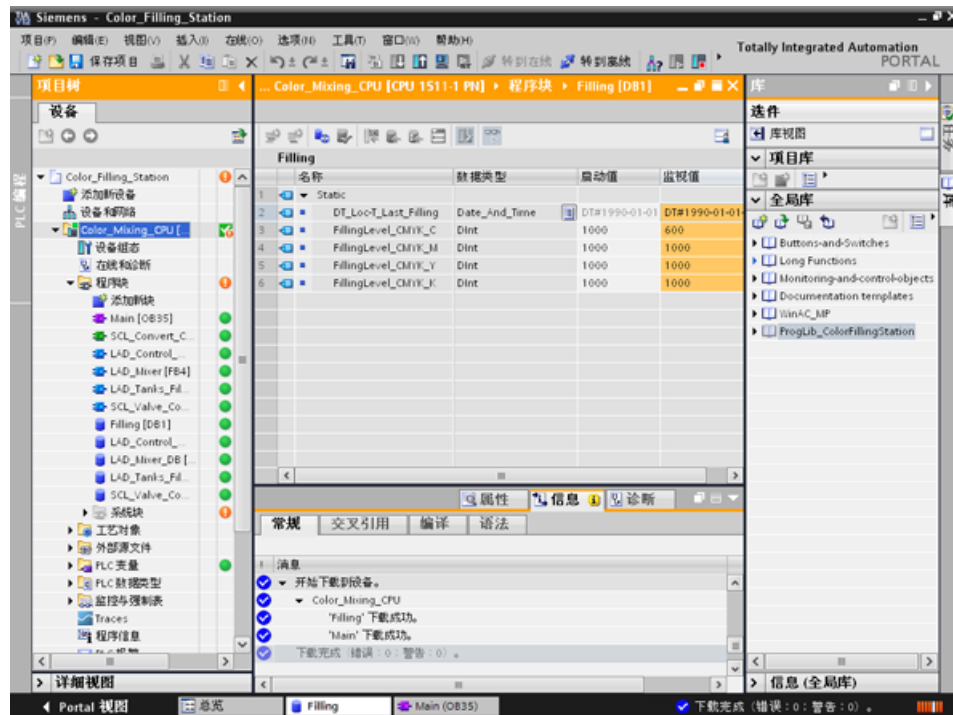 Siemens - Color_Filling_Station
项目(P) 编辑(E) 视图(V) 插入(I) 在线(O) 选项(N) 工具(T) 窗口(W) 帮助(H)
Totally Integrated Automation
PORTAL
保存项目 转到在线 转到离线
项目树
... Color_Mixing_CPU [CPU 1511-1 PN] 程序块 Filling [DB1]
库
设备
选件
库视图
项目库
全局库
Buttons-and-Switches
Long Functions
Monitoring-and-control-objects
Documentation templates
WinAC_MP
ProgLib_ColorFillingStation
信息 (全局库)
任务
库
PLC 编程
Color_Filling_Station
添加新设备
设备和网络
Color_Mixing_CPU [...
设备组态
在线和诊断
程序块
添加新块
Main [OB35]
SCL_Convert_C...
LAD_Control_...
LAD_Mixer [FB4]
LAD_Tanks_Fil...
SCL_Valve_Co...
Filling [DB1]
LAD_Control_...
LAD_Mixer_DB [...
LAD_Tanks_Fil...
SCL_Valve_Co...
系统块
工艺对象
外部源文件
PLC 变量
PLC 数据类型
监控与强制表
Traces
程序信息
详细视图
Filling
名称 数据类型 启动值 监视值
1 Static
2 DT_Loc-T_Last_Filling Date_And_Time DT#1990-01-01 DT#1990-01-01-
3 FillingLevel_CMYK_C DInt 1000 600
4 FillingLevel_CMYK_M DInt 1000 1000
5 FillingLevel_CMYK_Y DInt 1000 1000
6 FillingLevel_CMYK_K DInt 1000 1000
属性 信息 诊断
常规 交叉引用 编译 语法
! 消息
开始下载到设备。
Color_Mixing_CPU
'Filling' 下载成功。
'Main' 下载成功。
下载完成（错误：0；警告：0）。
Portal 视图 总览 Filling Main (OB35) 下载完成（错误：0；警告：0）。